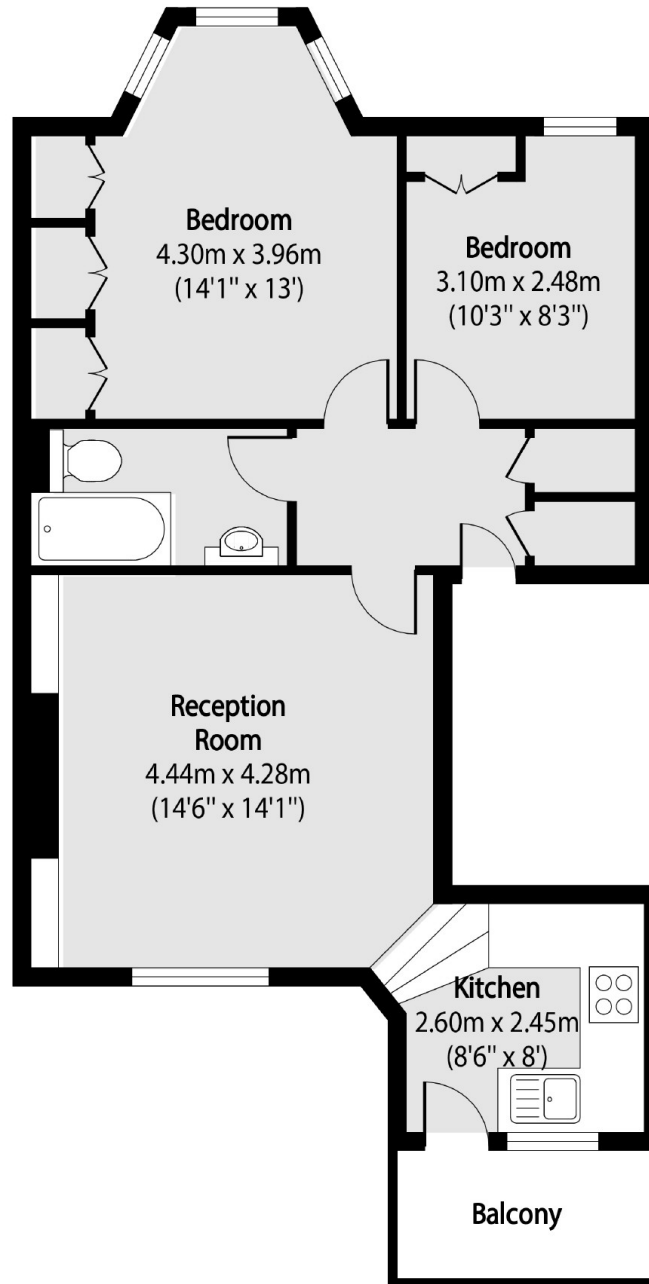 Bedroom
4.30m x 3.96m
(14'1" x 13')
Bedroom
3.10m x 2.48m
(10'3" x 8'3")
Reception
Room
4.44m x 4.28m
(14'6" x 14'1")
Kitchen
2.60m x 2.45m
(8'6" x 8')
Balcony